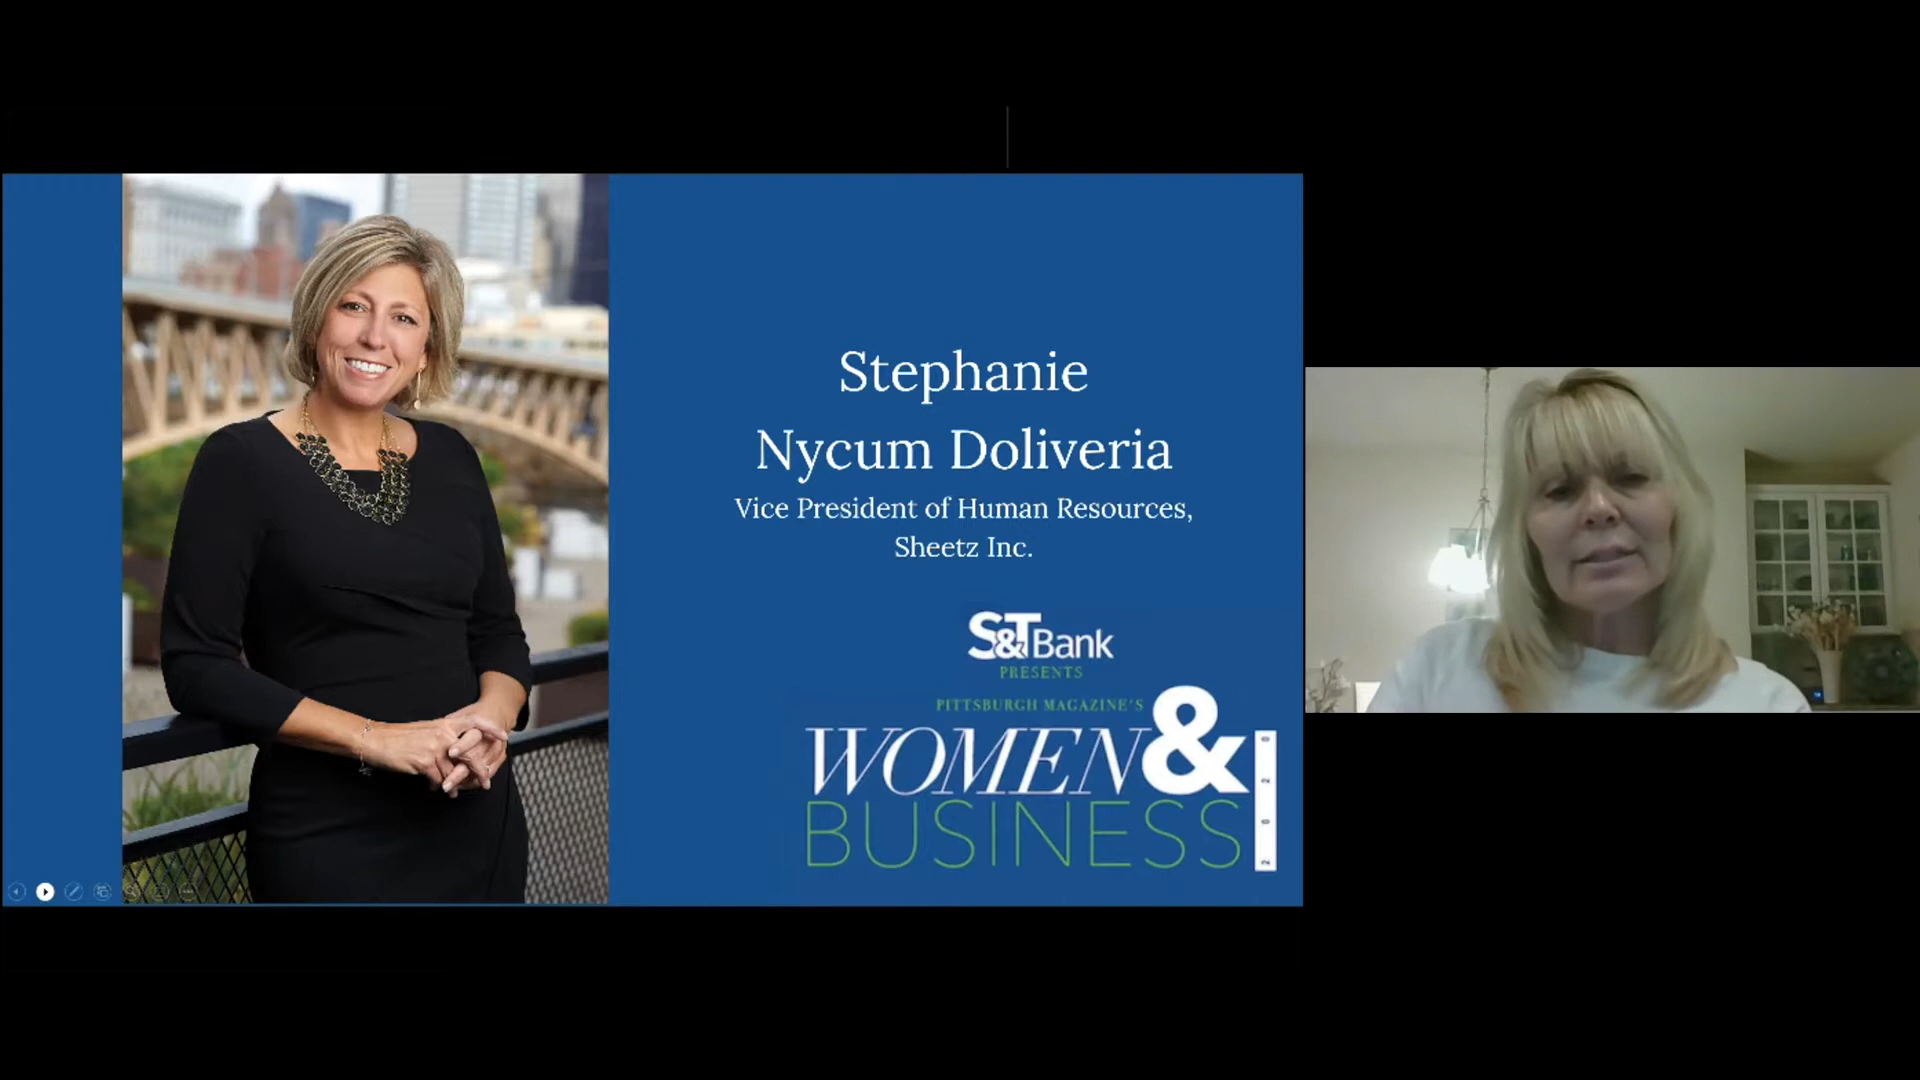 Stephanie
Nycum Doliveria
Vice President of Human Resources,
Sheetz Inc.
S&T Bank
PRESENTS
PITTSBURGH MAGAZINE'S
WOMEN &
BUSINESS
2020